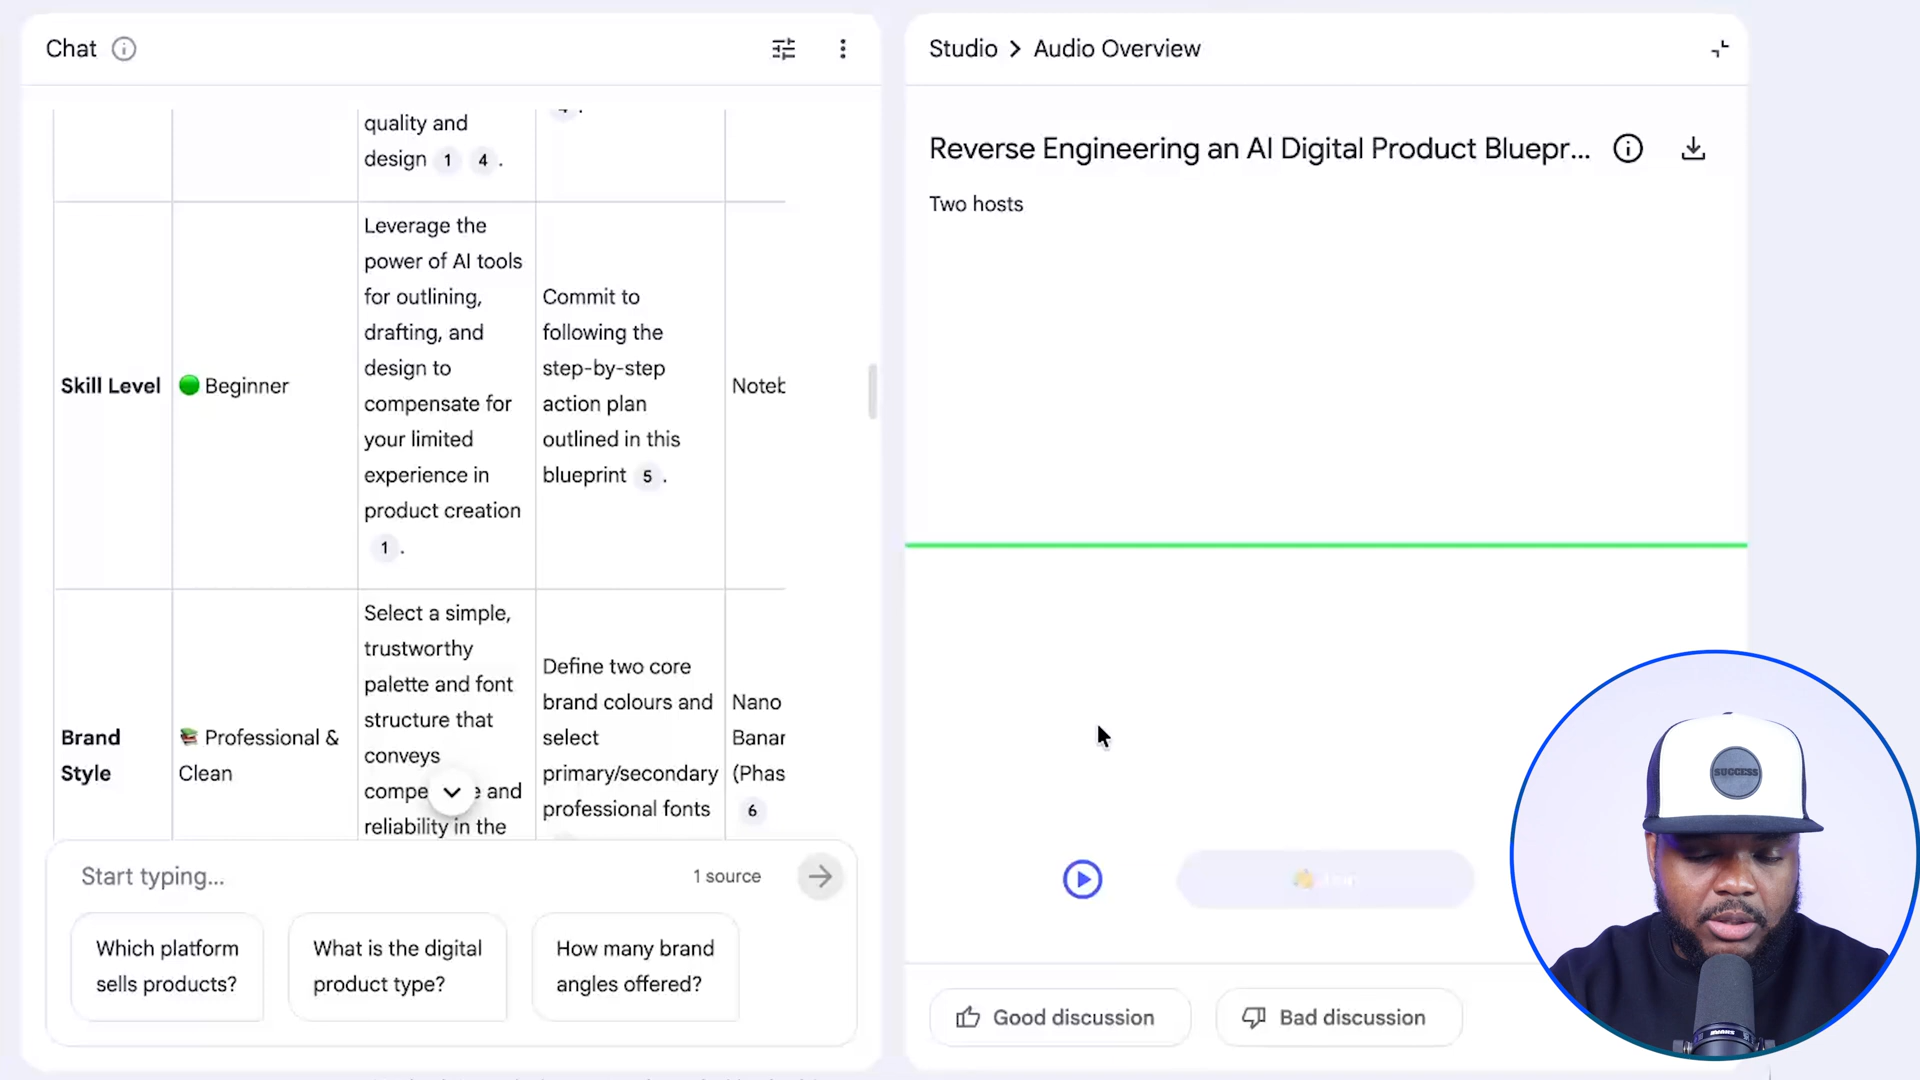 Chat
quality and
design 1 4 .
Skill Level
🟢 Beginner
Leverage the
power of AI tools
for outlining,
drafting, and
design to
compensate for
your limited
experience in
product creation
1 .
Commit to
following the
step-by-step
action plan
outlined in this
blueprint 5 .
Noteb
Brand
Style
📚 Professional &
Clean
Select a simple,
trustworthy
palette and font
structure that
conveys
compe e and
reliability in the
Define two core
brand colours and
select
primary/secondary
professional fonts
Nano
Banar
(Phas
6
Start typing...
1 source
Which platform
sells products?
What is the digital
product type?
How many brand
angles offered?
Studio > Audio Overview
Reverse Engineering an AI Digital Product Bluepr...
Two hosts
Good discussion
Bad discussion
SUCCESS